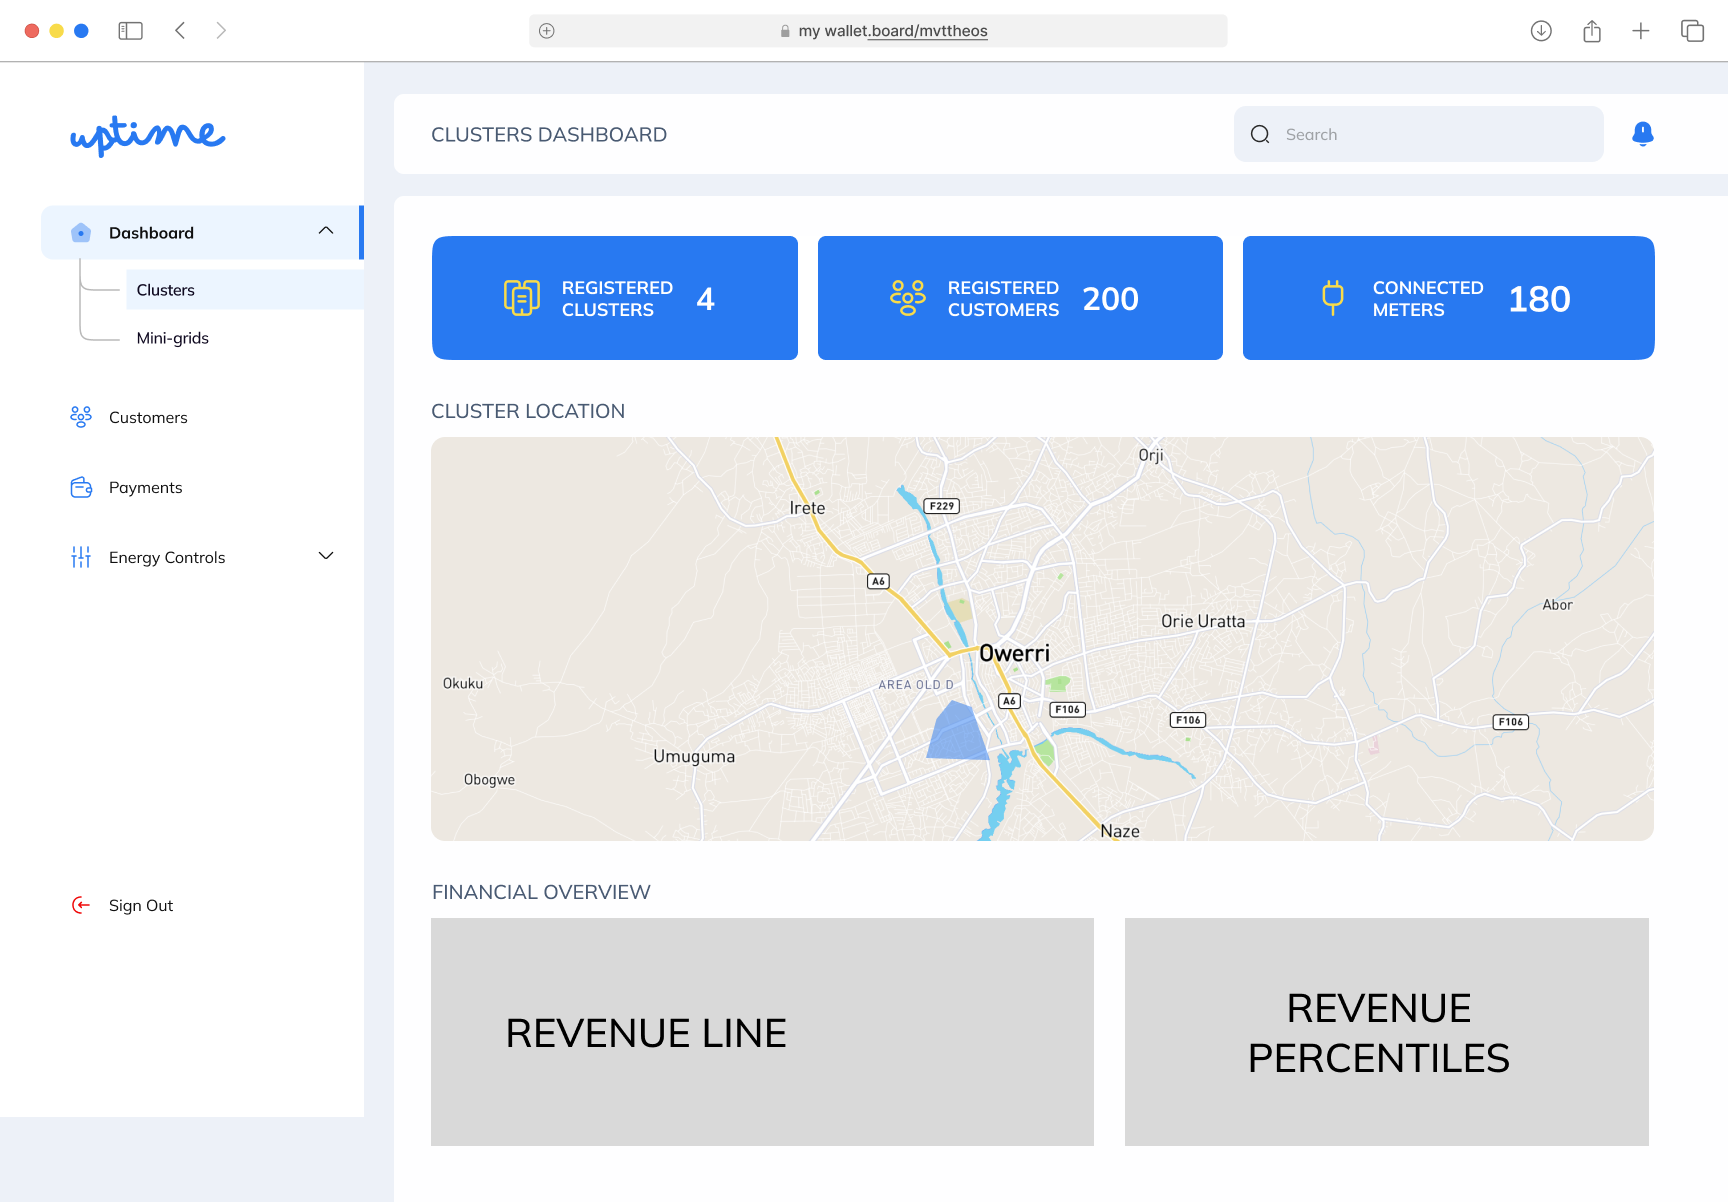 my wallet.board/mvttheos
uptime
CLUSTERS DASHBOARD
Search
Dashboard
Clusters
Mini-grids
Customers
Payments
Energy Controls
Sign Out
REGISTERED
CLUSTERS
4
REGISTERED
CUSTOMERS
200
CONNECTED
METERS
180
CLUSTER LOCATION
Orji
Irete
F229
A6
Abor
Orie Uratta
Owerri
Okuku
AREA OLD D
A6
F106
F106
F106
Umuguma
Obogwe
Naze
FINANCIAL OVERVIEW
REVENUE LINE
REVENUE
PERCENTILES